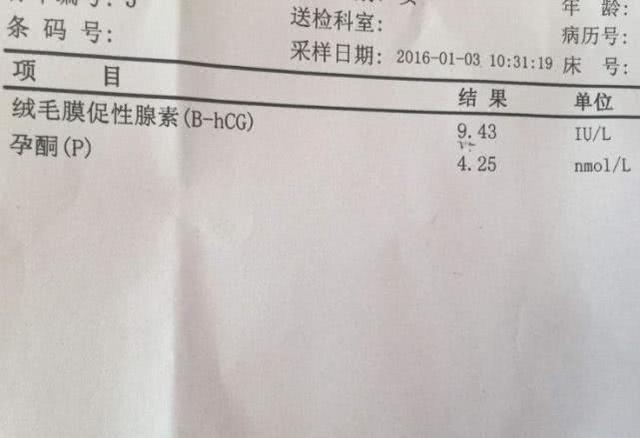 送检科室: 年 龄:
条 码 号: 采样日期: 2016-01-03 10:31:19 病历号:
床 号:
项 目 结 果 单位
绒毛膜促性腺素(B-hCG) 9.43 IU/L
孕酮(P) 4.25 nmol/L